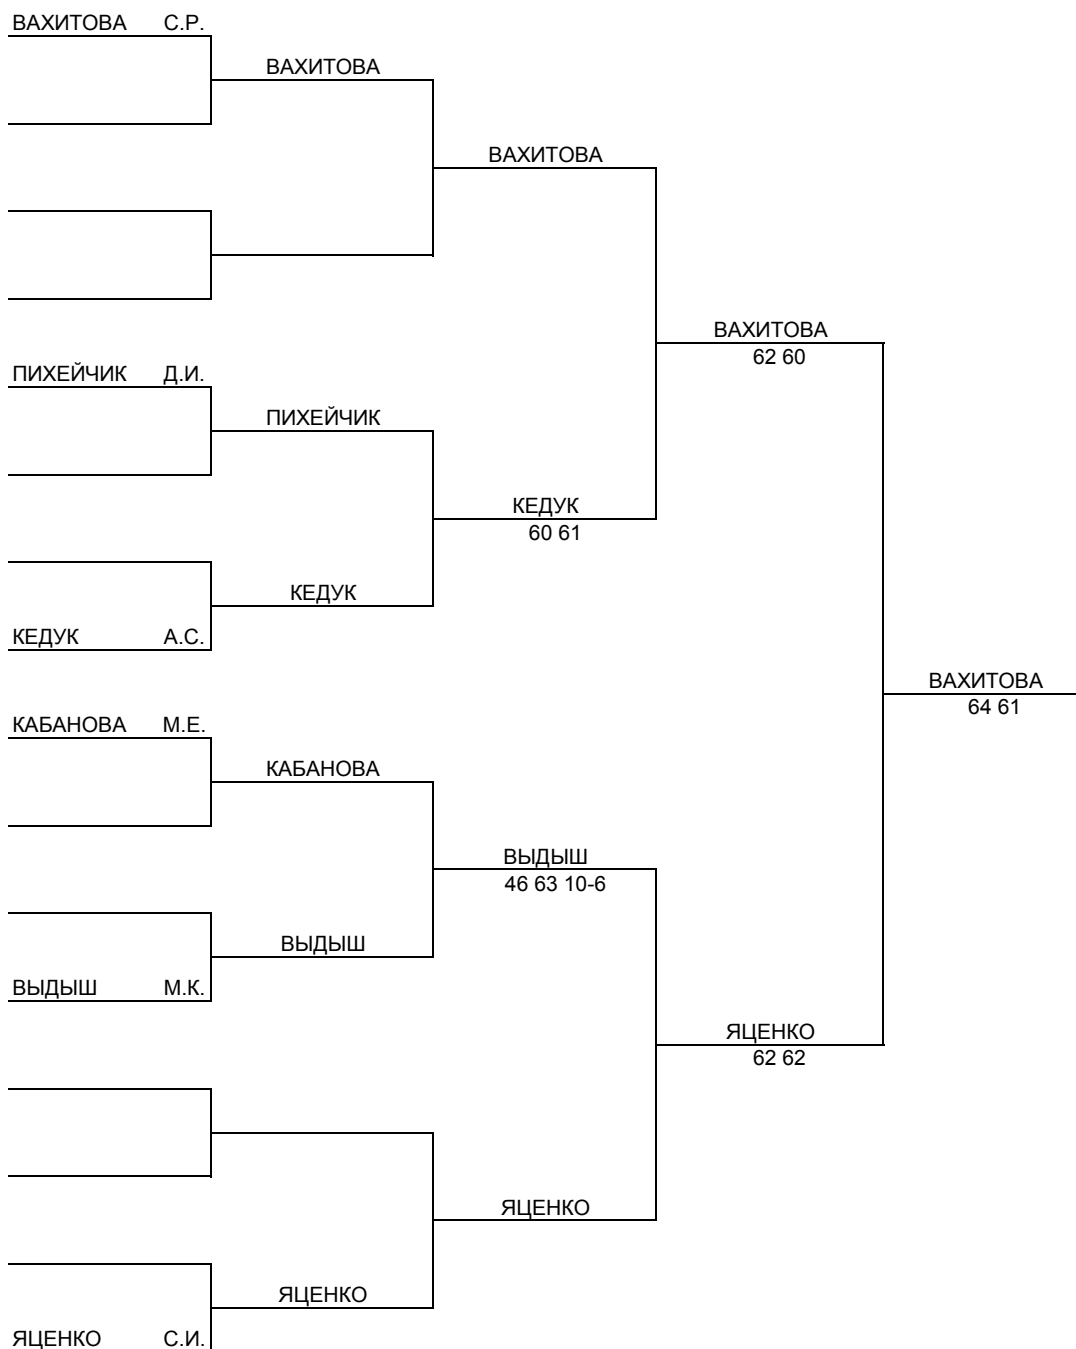 ВАХИТОВА С.Р.
ВАХИТОВА
ВАХИТОВА
ВАХИТОВА
62 60
ПИХЕЙЧИК Д.И.
ПИХЕЙЧИК
КЕДУК
60 61
КЕДУК
КЕДУК А.С.
ВАХИТОВА
64 61
КАБАНОВА М.Е.
КАБАНОВА
ВЫДЫШ
46 63 10-6
ВЫДЫШ
ВЫДЫШ М.К.
ЯЦЕНКО
62 62
ЯЦЕНКО
ЯЦЕНКО
ЯЦЕНКО С.И.